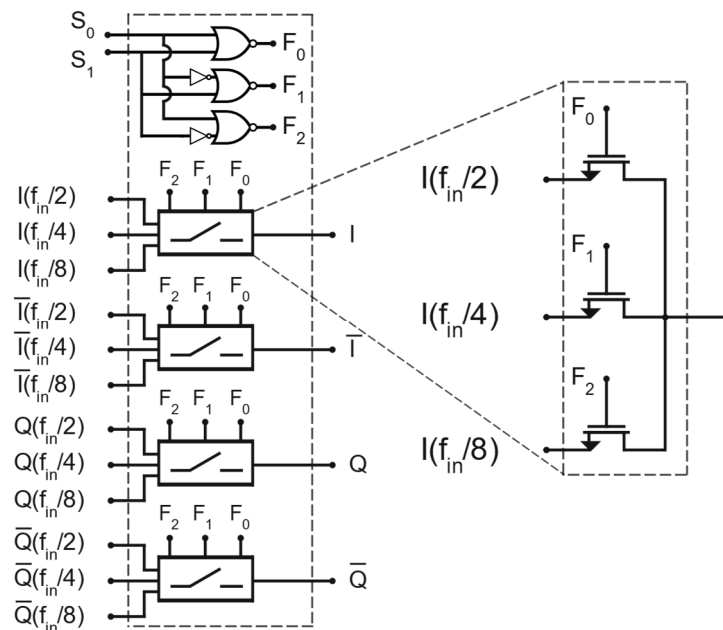 S₀
S₁
F₀
F₁
F₂
F₂ F₁ F₀
I(fᵢₙ/2)
I(fᵢₙ/4)
I(fᵢₙ/8)
I
F₂ F₁ F₀
I̅(fᵢₙ/2)
I̅(fᵢₙ/4)
I̅(fᵢₙ/8)
I̅
F₂ F₁ F₀
Q(fᵢₙ/2)
Q(fᵢₙ/4)
Q(fᵢₙ/8)
Q
F₂ F₁ F₀
Q̅(fᵢₙ/2)
Q̅(fᵢₙ/4)
Q̅(fᵢₙ/8)
Q̅
F₀
I(fᵢₙ/2)
F₁
I(fᵢₙ/4)
F₂
I(fᵢₙ/8)